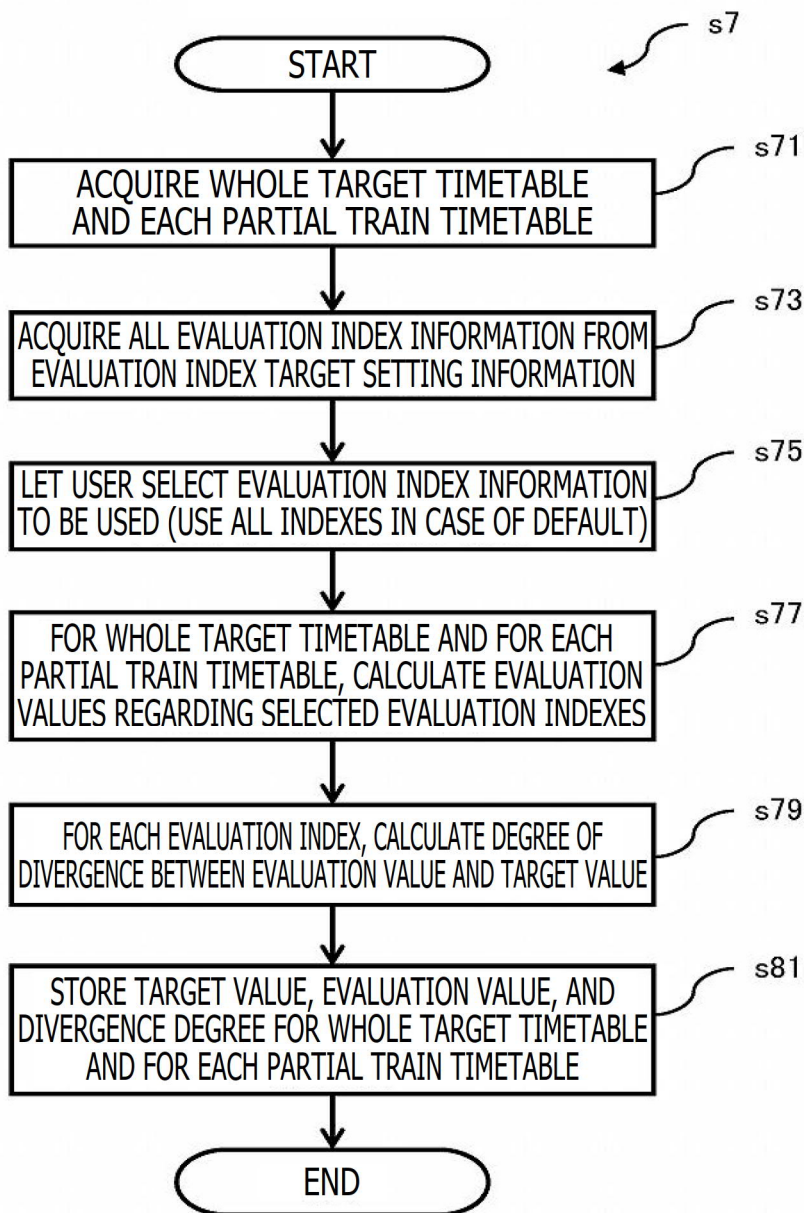 s7
START
s71
ACQUIRE WHOLE TARGET TIMETABLE
AND EACH PARTIAL TRAIN TIMETABLE
s73
ACQUIRE ALL EVALUATION INDEX INFORMATION FROM
EVALUATION INDEX TARGET SETTING INFORMATION
s75
LET USER SELECT EVALUATION INDEX INFORMATION
TO BE USED (USE ALL INDEXES IN CASE OF DEFAULT)
s77
FOR WHOLE TARGET TIMETABLE AND FOR EACH
PARTIAL TRAIN TIMETABLE, CALCULATE EVALUATION
VALUES REGARDING SELECTED EVALUATION INDEXES
s79
FOR EACH EVALUATION INDEX, CALCULATE DEGREE OF
DIVERGENCE BETWEEN EVALUATION VALUE AND TARGET VALUE
s81
STORE TARGET VALUE, EVALUATION VALUE, AND
DIVERGENCE DEGREE FOR WHOLE TARGET TIMETABLE
AND FOR EACH PARTIAL TRAIN TIMETABLE
END